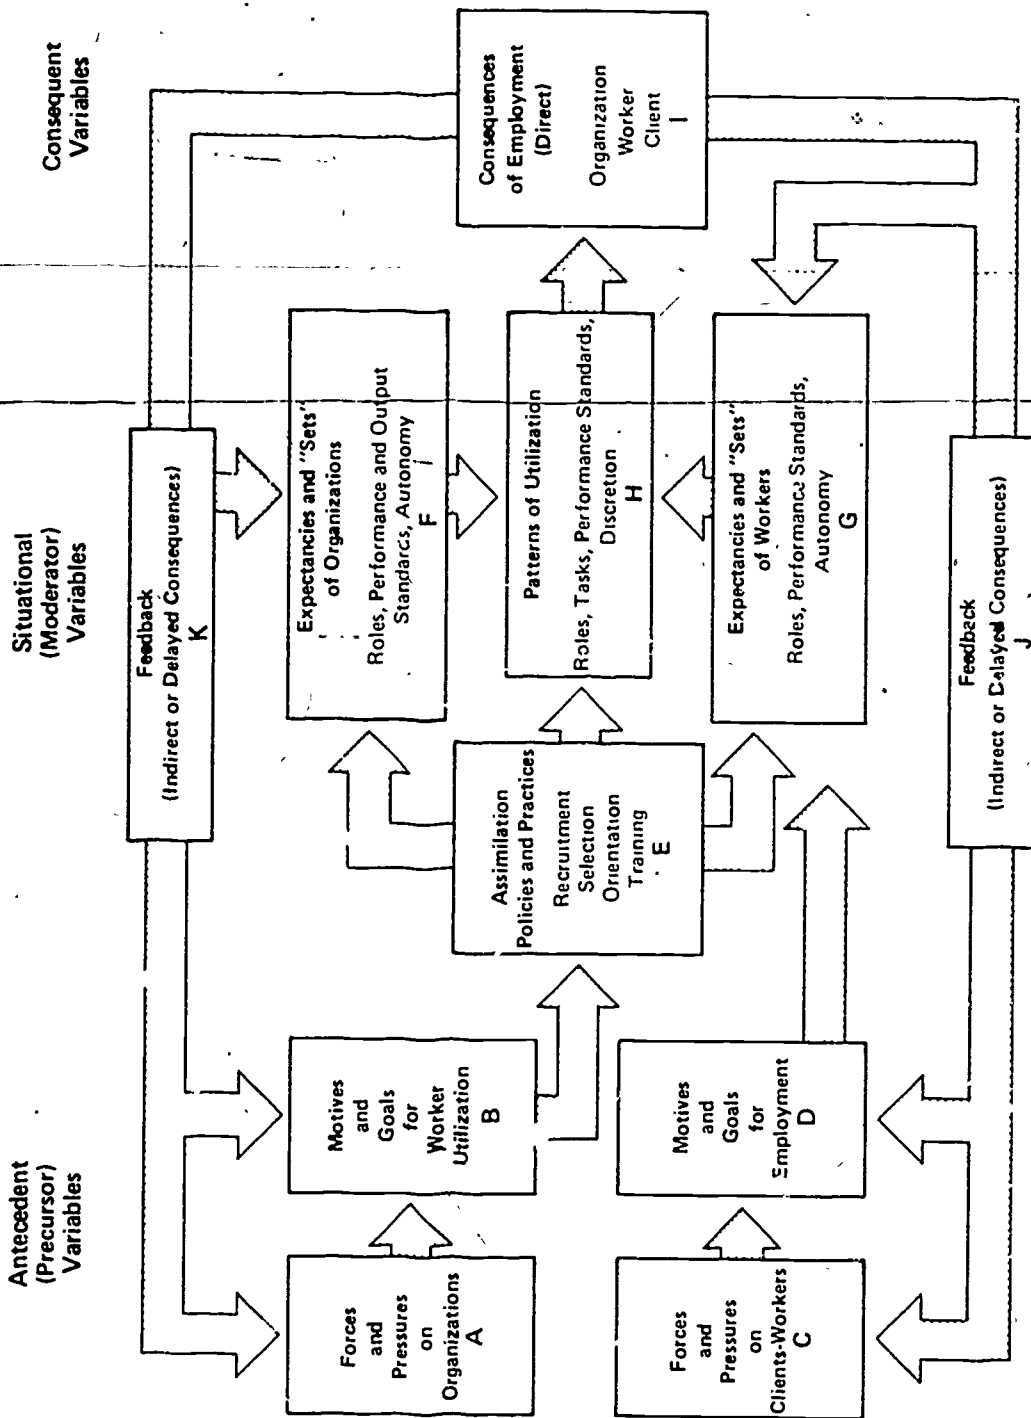 Antecedent
(Precursor)
Variables
Situational
(Moderator)
Variables
Consequent
Variables
Feedback
(Indirect or Delayed Consequences)
K
Forces
and
Pressures
on
Organizations
A
Motives
and
Goals
for
Worker
Utilization
B
Forces
and
Pressures
on
Clients-Workers
C
Motives
and
Goals
for
Employment
D
Assimilation
Policies and Practices
Recruitment
Selection
Orientation
Training
E
Expectancies and "Sets"
of Organizations
Roles, Performance and Output
Standards, Autonomy
F
Patterns of Utilization
Roles, Tasks, Performance Standards,
Discretion
H
Expectancies and "Sets"
of Workers
Roles, Performance Standards,
Autonomy
G
Consequences
of Employment
(Direct)
Organization
Worker
Client
I
Feedback
(Indirect or Delayed Consequences)
J